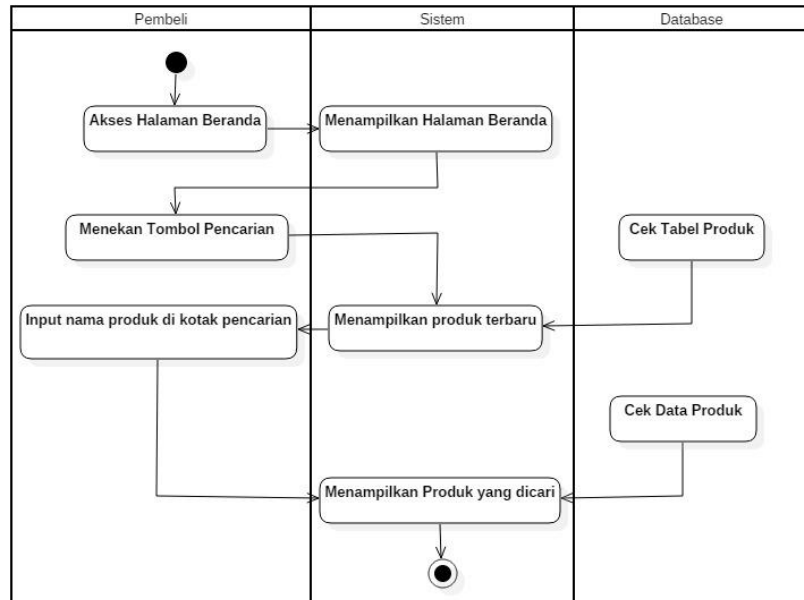 Pembeli
Sistem
Database
Akses Halaman Beranda
Menampilkan Halaman Beranda
Menekan Tombol Pencarian
Cek Tabel Produk
Input nama produk di kotak pencarian
Menampilkan produk terbaru
Cek Data Produk
Menampilkan Produk yang dicari